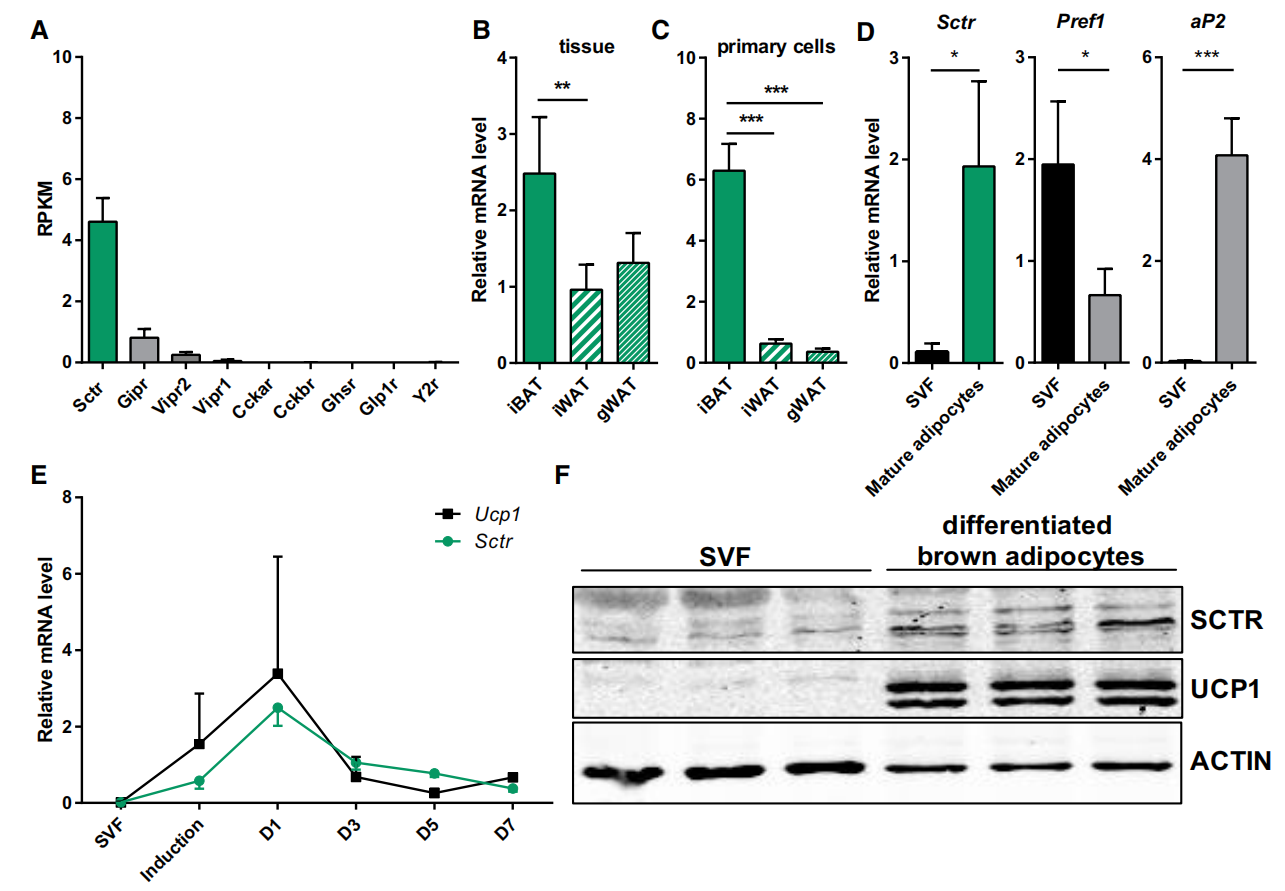 A
10
8
6
4
2
0
RPKM
Sctr
Gipr
Vipr2
Vipr1
Cckar
Cckbr
Ghsr
Glp1r
Y2r
B
tissue
4
3
2
1
0
Relative mRNA level
**
iBAT
iWAT
gWAT
C
primary cells
10
8
6
4
2
0
***
***
iBAT
iWAT
gWAT
D
Sctr
3
2
1
0
Relative mRNA level
*
SVF
Mature adipocytes
Pref1
3
2
1
0
*
SVF
Mature adipocytes
aP2
6
4
2
0
***
SVF
Mature adipocytes
E
8
6
4
2
0
Relative mRNA level
Ucp1
Sctr
SVF
Induction
D1
D3
D5
D7
F
SVF
differentiated
brown adipocytes
SCTR
UCP1
ACTIN